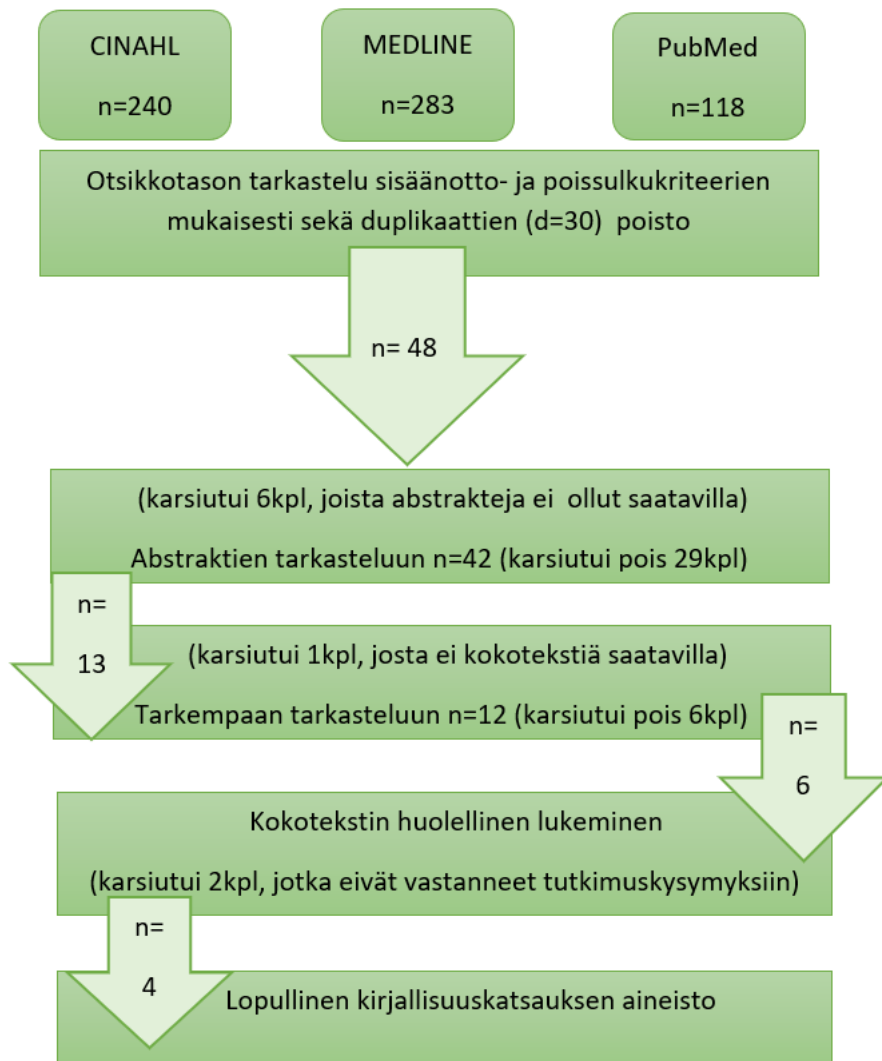 CINAHL
n=240
MEDLINE
n=283
PubMed
n=118
Otsikkotason tarkastelu sisäänotto- ja poissulkukriteerien
mukaisesti sekä duplikaattien (d=30) poisto
n= 48
(karsiutui 6kpl, joista abstrakteja ei ollut saatavilla)
Abstraktien tarkasteluun n=42 (karsiutui pois 29kpl)
n=
13
(karsiutui 1kpl, josta ei kokotekstiä saatavilla)
Tarkempaan tarkasteluun n=12 (karsiutui pois 6kpl)
n=
6
Kokotekstin huolellinen lukeminen
(karsiutui 2kpl, jotka eivät vastanneet tutkimuskysymyksiin)
n=
4
Lopullinen kirjallisuuskatsauksen aineisto